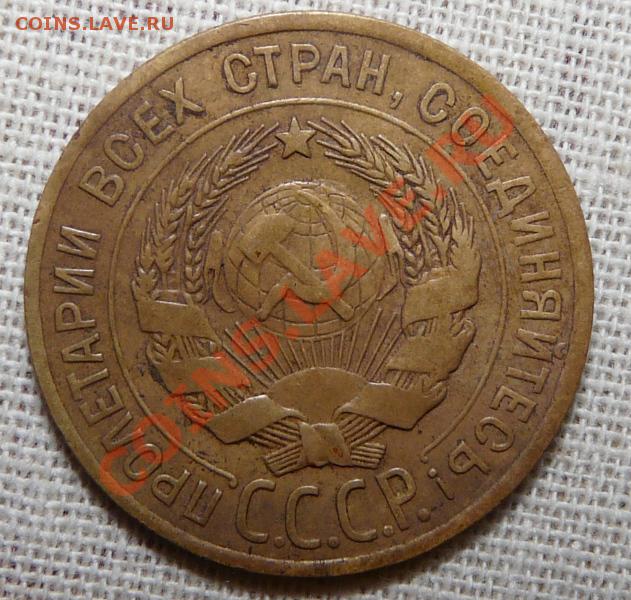 COINS.LAVE.RU
ПРОЛЕТАРИИ ВСЕХ СТРАН, СОЕДИНЯЙТЕСЬ!
С.С.С.Р.
COINS.LAVE.RU